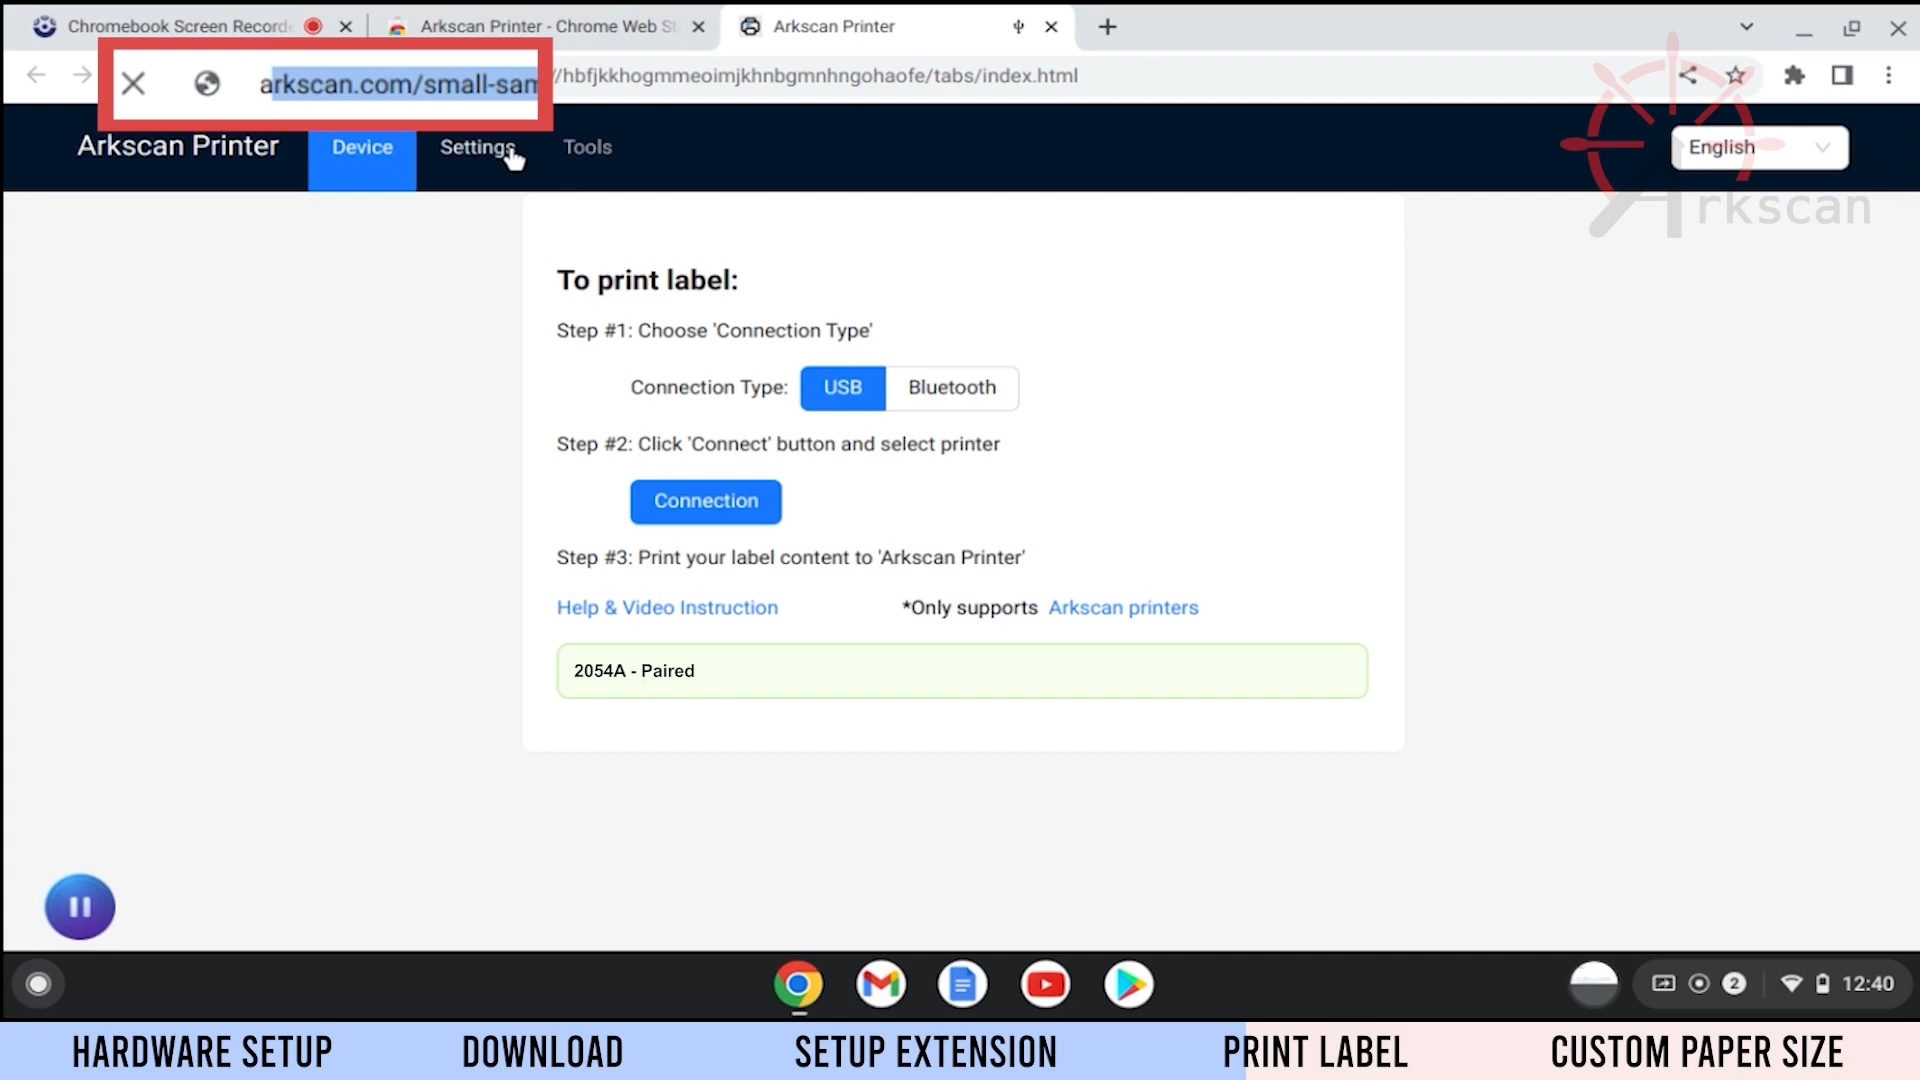 Chromebook Screen Recorde
Arkscan Printer - Chrome Web St
Arkscan Printer
arkscan.com/small-sam
//hbfjkkhogmmeoimjkhnbgmnhngohaofe/tabs/index.html
Arkscan Printer
Device
Settings
Tools
English
Arkscan
To print label:
Step #1: Choose 'Connection Type'
Connection Type:
USB
Bluetooth
Step #2: Click 'Connect' button and select printer
Connection
Step #3: Print your label content to 'Arkscan Printer'
Help & Video Instruction
*Only supports Arkscan printers
2054A - Paired
2
12:40
HARDWARE SETUP
DOWNLOAD
SETUP EXTENSION
PRINT LABEL
CUSTOM PAPER SIZE